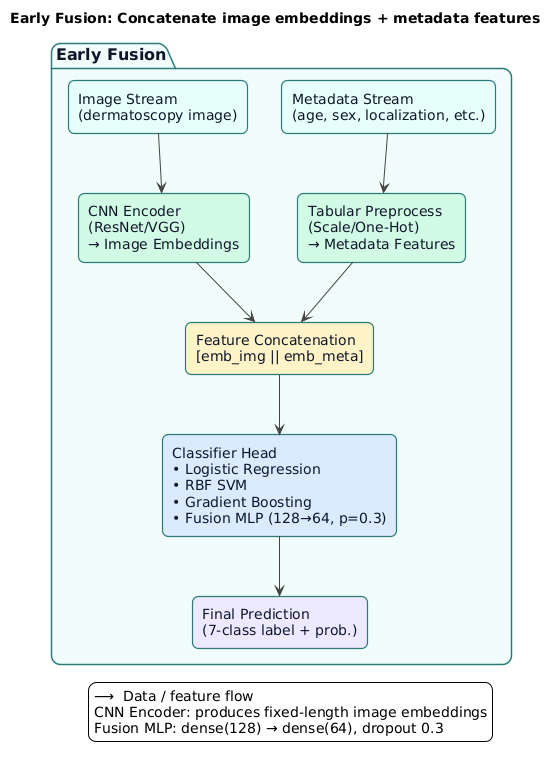 Early Fusion: Concatenate image embeddings + metadata features
Early Fusion
Image Stream
(dermatoscopy image)
Metadata Stream
(age, sex, localization, etc.)
CNN Encoder
(ResNet/VGG)
→ Image Embeddings
Tabular Preprocess
(Scale/One-Hot)
→ Metadata Features
Feature Concatenation
[emb_img || emb_meta]
Classifier Head
• Logistic Regression
• RBF SVM
• Gradient Boosting
• Fusion MLP (128→64, p=0.3)
Final Prediction
(7-class label + prob.)
⟶ Data / feature flow
CNN Encoder: produces fixed-length image embeddings
Fusion MLP: dense(128) → dense(64), dropout 0.3